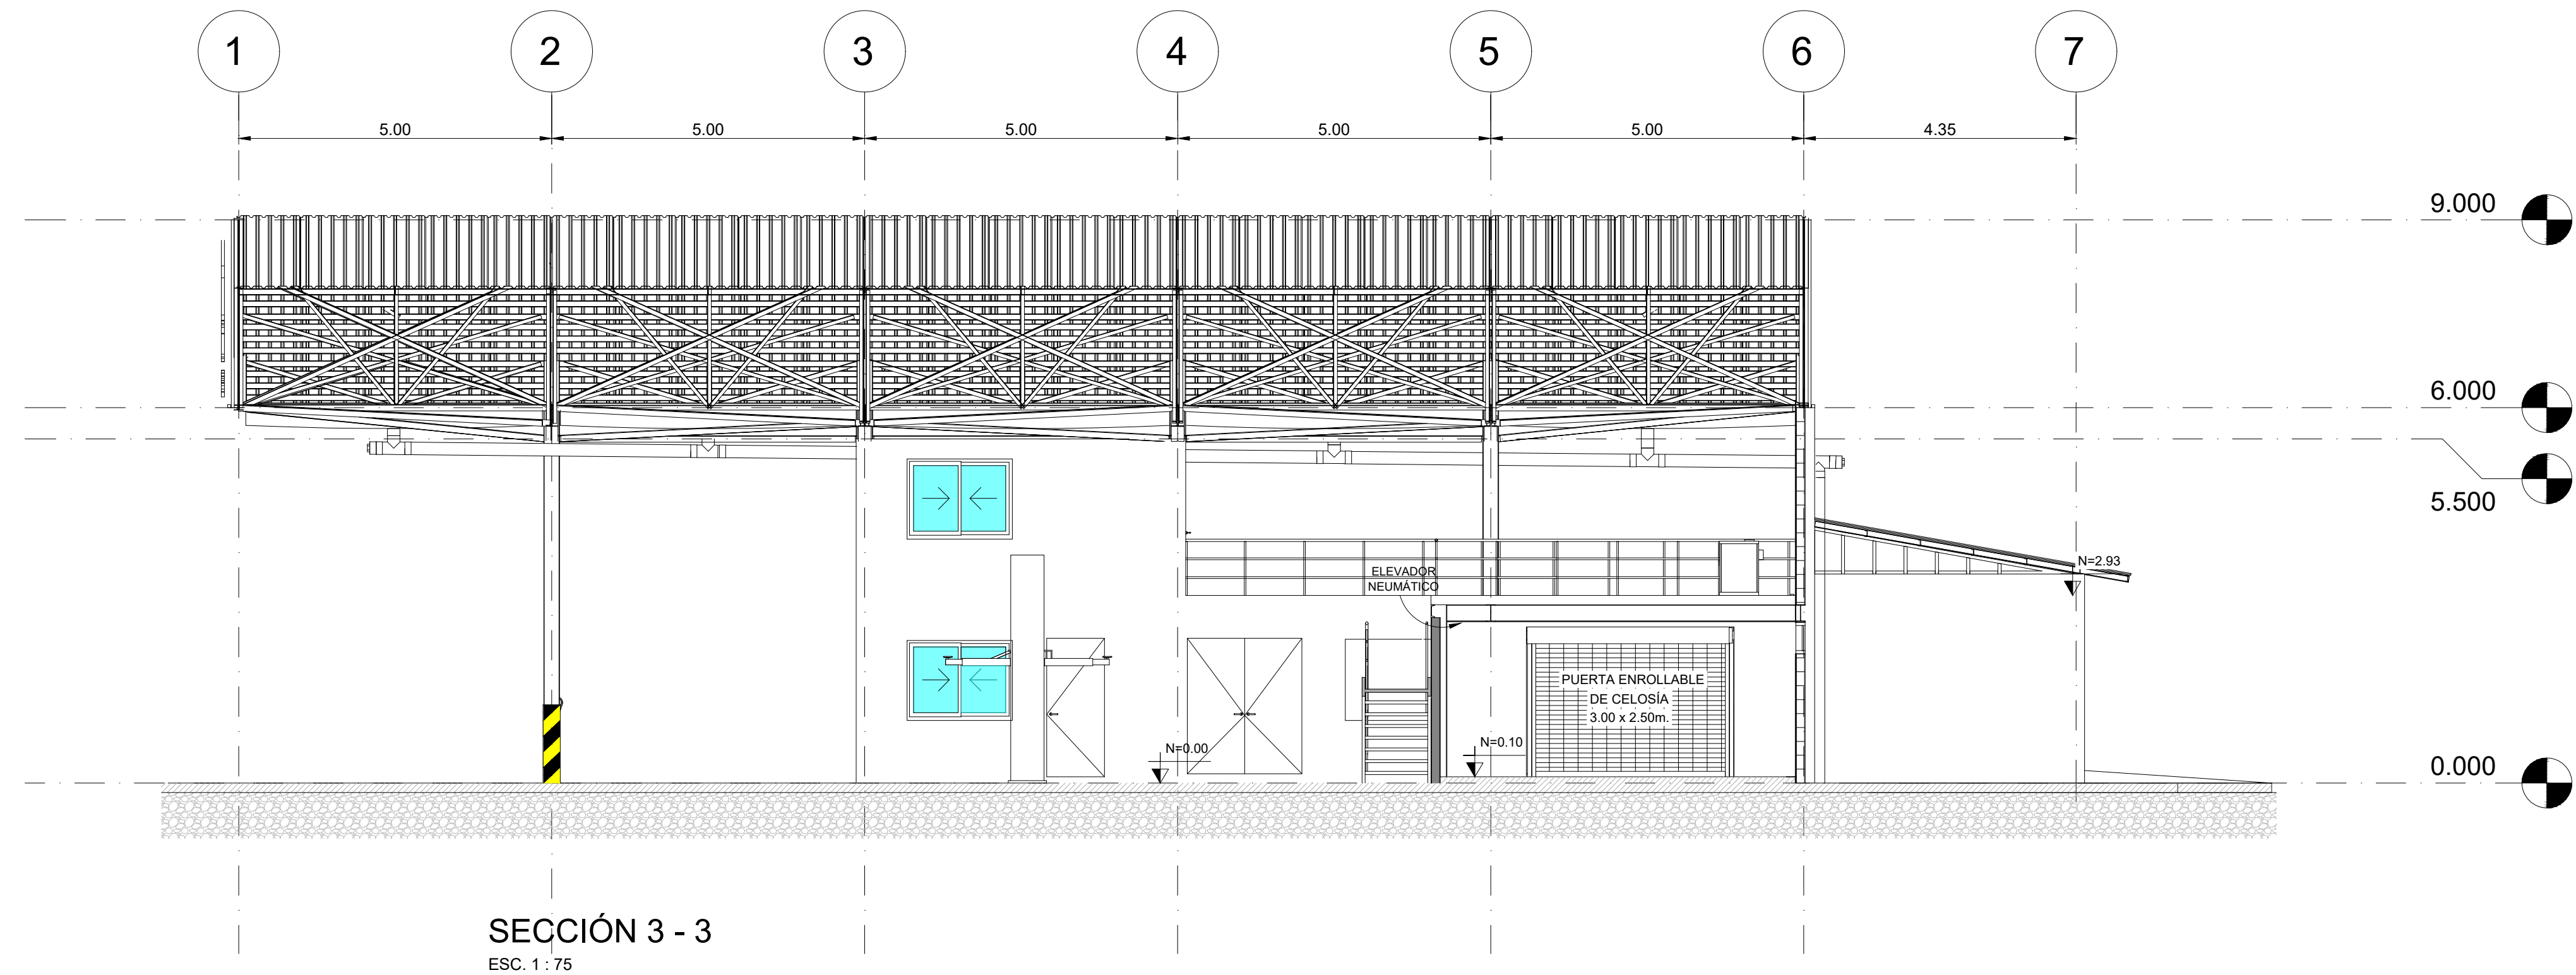 1 2 3 4 5 6 7
5.00 5.00 5.00 5.00 5.00 4.35
9.000
6.000
5.500
N=2.93
ELEVADOR
NEUMÁTICO
PUERTA ENROLLABLE
DE CELOSÍA
3.00 x 2.50m.
N=0.00
N=0.10
0.000
SECCIÓN 3 - 3
ESC. 1 : 75